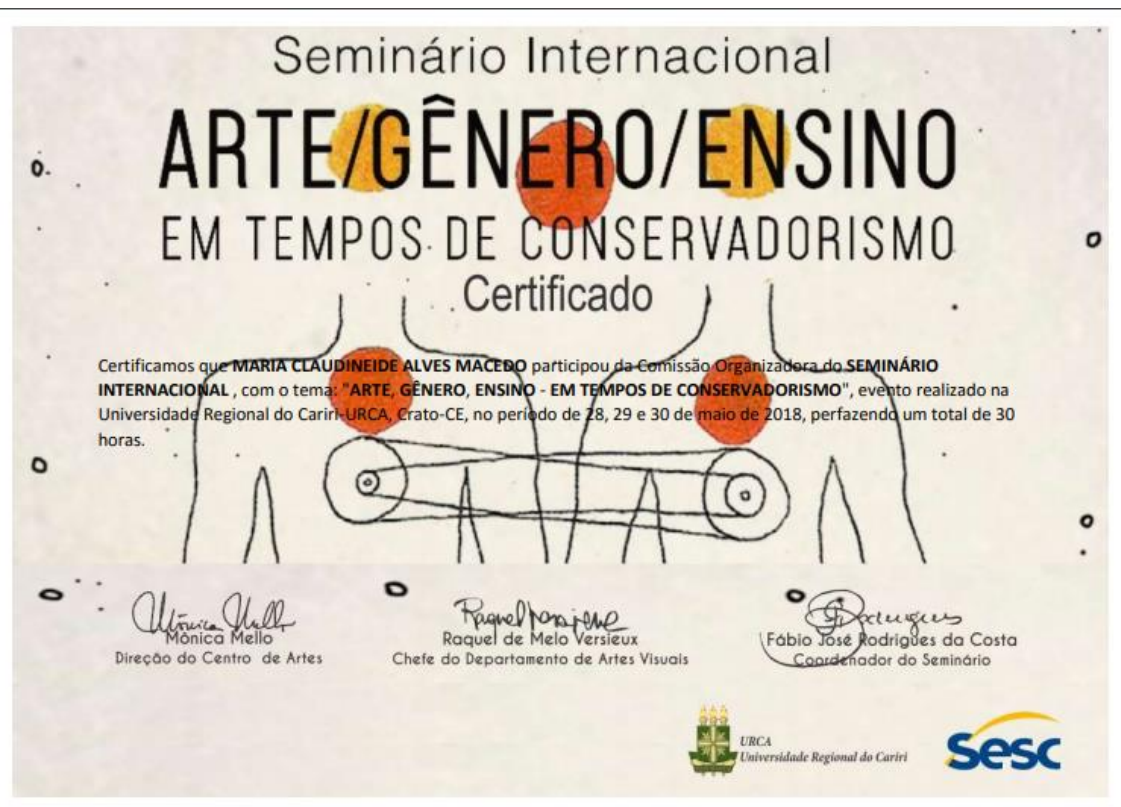 Seminário Internacional
ARTE/GÊNERO/ENSINO
EM TEMPOS DE CONSERVADORISMO
Certificado
Certificamos que MARIA CLAUDINEIDE ALVES MACEDO participou da Comissão Organizadora do SEMINÁRIO
INTERNACIONAL , com o tema: "ARTE, GÊNERO, ENSINO - EM TEMPOS DE CONSERVADORISMO", evento realizado na
Universidade Regional do Cariri-URCA, Crato-CE, no período de 28, 29 e 30 de maio de 2018, perfazendo um total de 30
horas.
Mônica Mello
Mônica Mello
Direção do Centro de Artes
Raquel de Melo Versieux
Chefe do Departamento de Artes Visuais
Rodrigues
Fábio José Rodrigues da Costa
Coordenador do Seminário
URCA
Universidade Regional do Cariri
Sesc